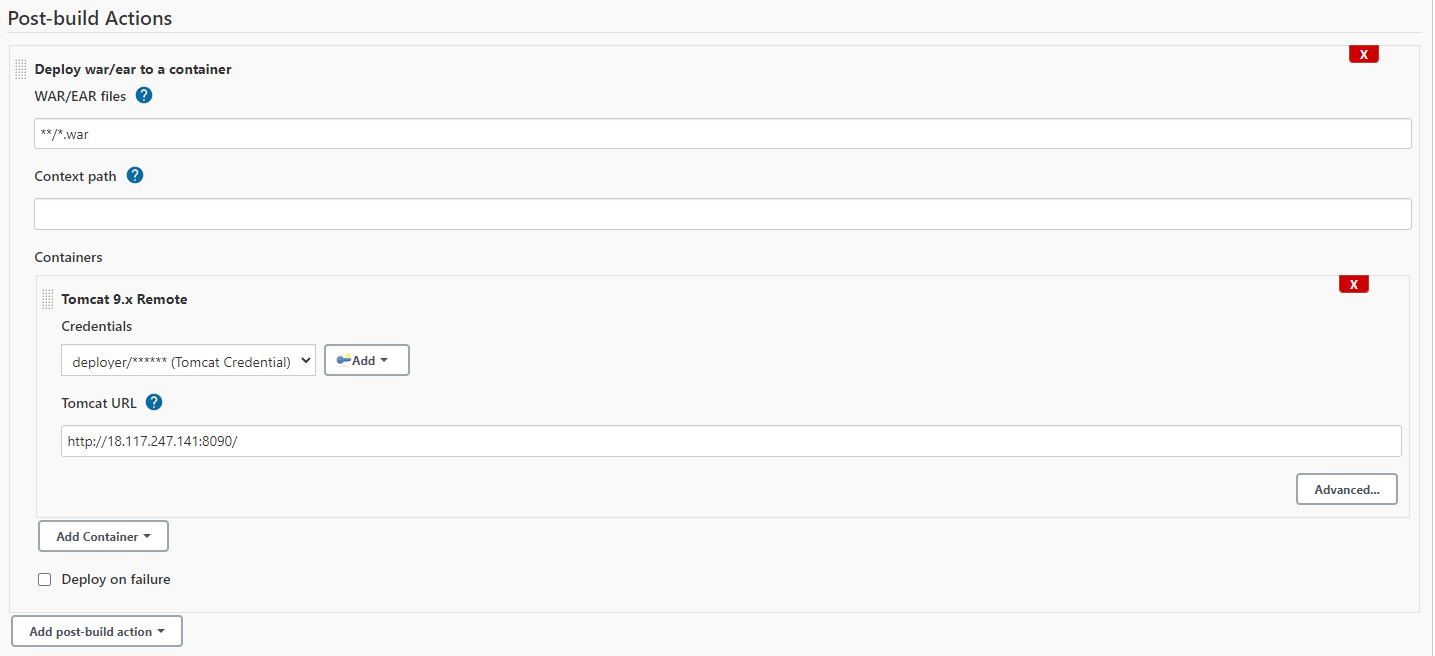 Post-build Actions
X
Deploy war/ear to a container
WAR/EAR files ?
**/*.war
Context path ?
Containers
X
Tomcat 9.x Remote
Credentials
deployer/****** (Tomcat Credential) Add
Tomcat URL ?
http://18.117.247.141:8090/
Advanced...
Add Container
Deploy on failure
Add post-build action